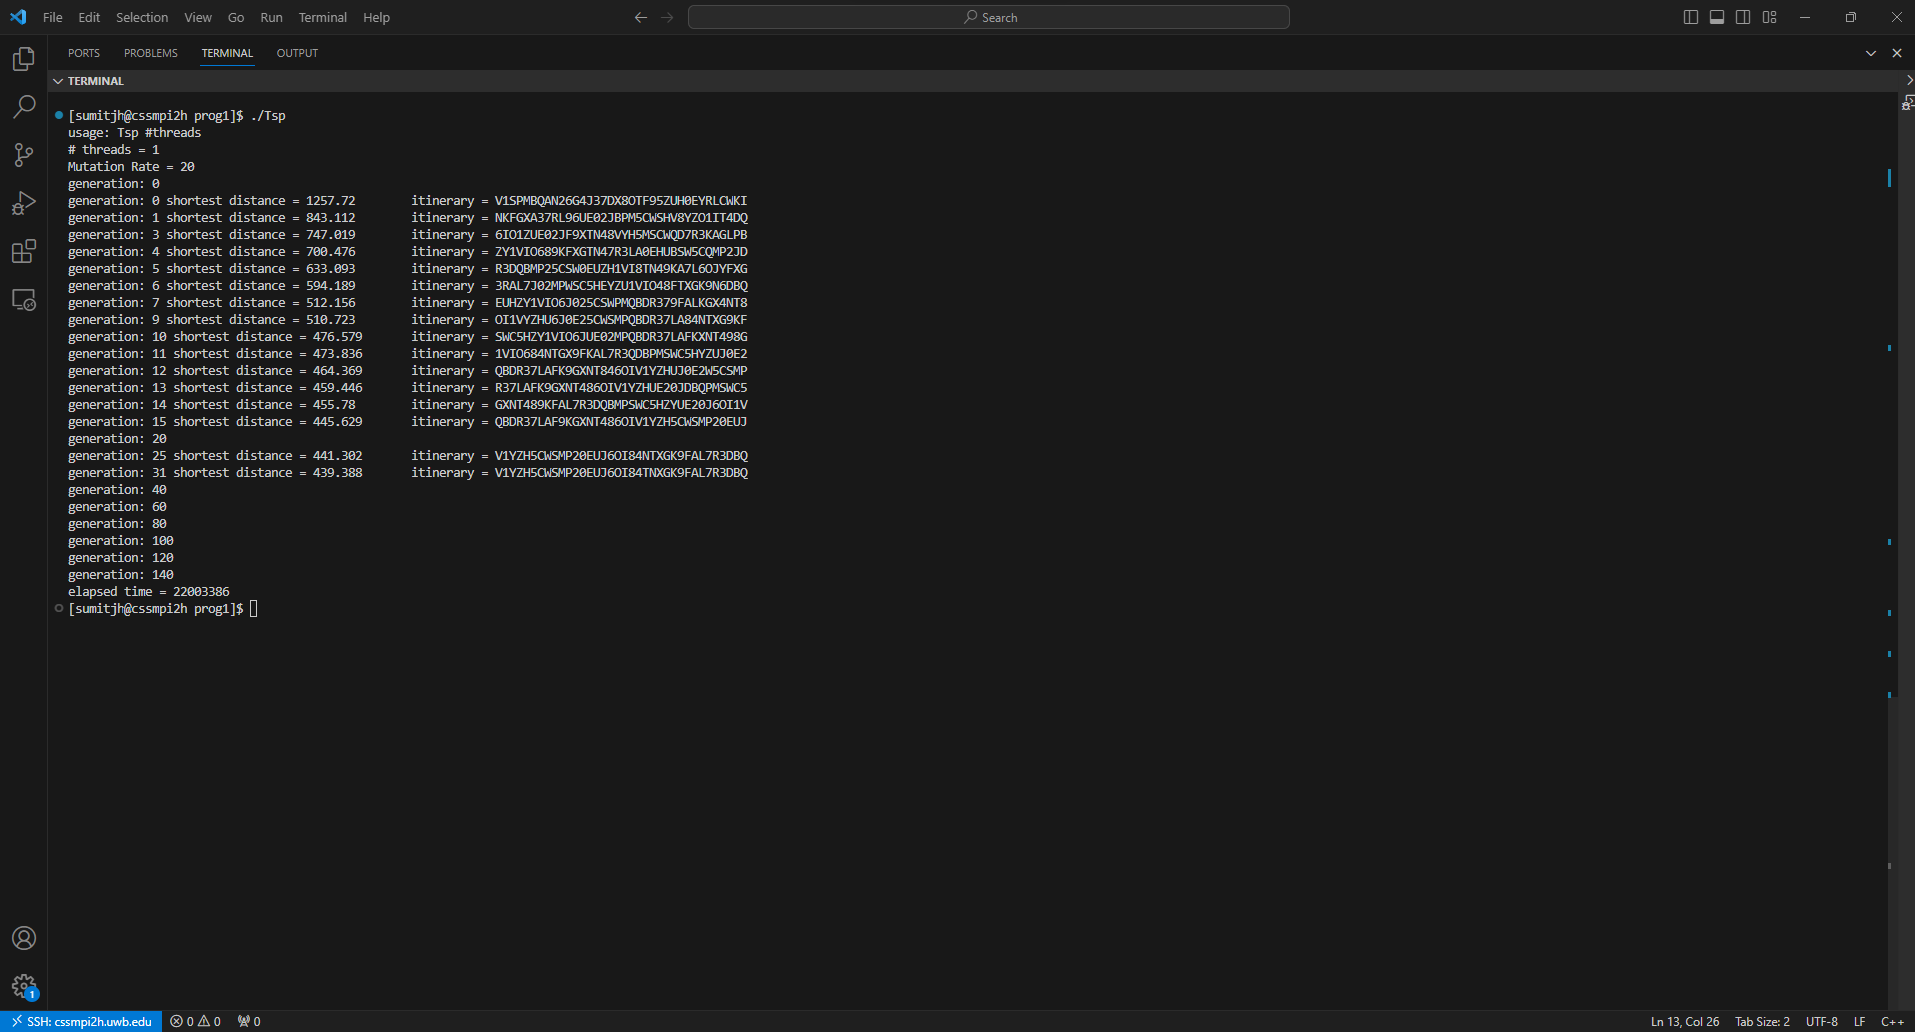 File Edit Selection View Go Run Terminal Help
Search
PORTS PROBLEMS TERMINAL OUTPUT
TERMINAL
[sumitjh@cssmpi2h prog1]$ ./Tsp
usage: Tsp #threads
# threads = 1
Mutation Rate = 20
generation: 0
generation: 0 shortest distance = 1257.72 itinerary = V1SPMBQAN26G4J37DX8OTF95ZUH0EYRLCWKI
generation: 1 shortest distance = 843.112 itinerary = NKFGXA37RL96UE02JBPM5CWSHV8YZO1IT4DQ
generation: 3 shortest distance = 747.019 itinerary = 6IO1ZUE02JF9XTN48VYH5MSCWQD7R3KAGLPB
generation: 4 shortest distance = 700.476 itinerary = ZY1VIO689KFXGTN47R3LA0EHUBSW5CQMP2JD
generation: 5 shortest distance = 633.093 itinerary = R3DQBMP25CSW0EUZH1VI8TN49KA7L6OJYFXG
generation: 6 shortest distance = 594.189 itinerary = 3RAL7J02MPWSC5HEYZU1VIO48FTXGK9N6DBQ
generation: 7 shortest distance = 512.156 itinerary = EUHZY1VIO6J025CSWPMQBDR379FALKGX4NT8
generation: 9 shortest distance = 510.723 itinerary = OI1VYZHU6J0E25CWSMPQBDR37LA84NTXG9KF
generation: 10 shortest distance = 476.579 itinerary = SWC5HZY1VIO6JUE02MPQBDR37LAFKXNT498G
generation: 11 shortest distance = 473.836 itinerary = 1VIO684NTGX9FKAL7R3QDBPMSWC5HYZUJ0E2
generation: 12 shortest distance = 464.369 itinerary = QBDR37LAFK9GXNT846OIV1YZHUJ0E2W5CSMP
generation: 13 shortest distance = 459.446 itinerary = R37LAFK9GXNT486OIV1YZHUE20JDBQPMSWC5
generation: 14 shortest distance = 455.78 itinerary = GXNT489KFAL7R3DQBMPSWC5HZYUE20J6OI1V
generation: 15 shortest distance = 445.629 itinerary = QBDR37LAF9KGXNT486OIV1YZH5CWSMP20EUJ
generation: 20
generation: 25 shortest distance = 441.302 itinerary = V1YZH5CWSMP20EUJ6OI84NTXGK9FAL7R3DBQ
generation: 31 shortest distance = 439.388 itinerary = V1YZH5CWSMP20EUJ6OI84TNXGK9FAL7R3DBQ
generation: 40
generation: 60
generation: 80
generation: 100
generation: 120
generation: 140
elapsed time = 22003386
[sumitjh@cssmpi2h prog1]$
1
SSH: cssmpi2h.uwb.edu 0 0 0 Ln 13, Col 26 Tab Size: 2 UTF-8 LF C++